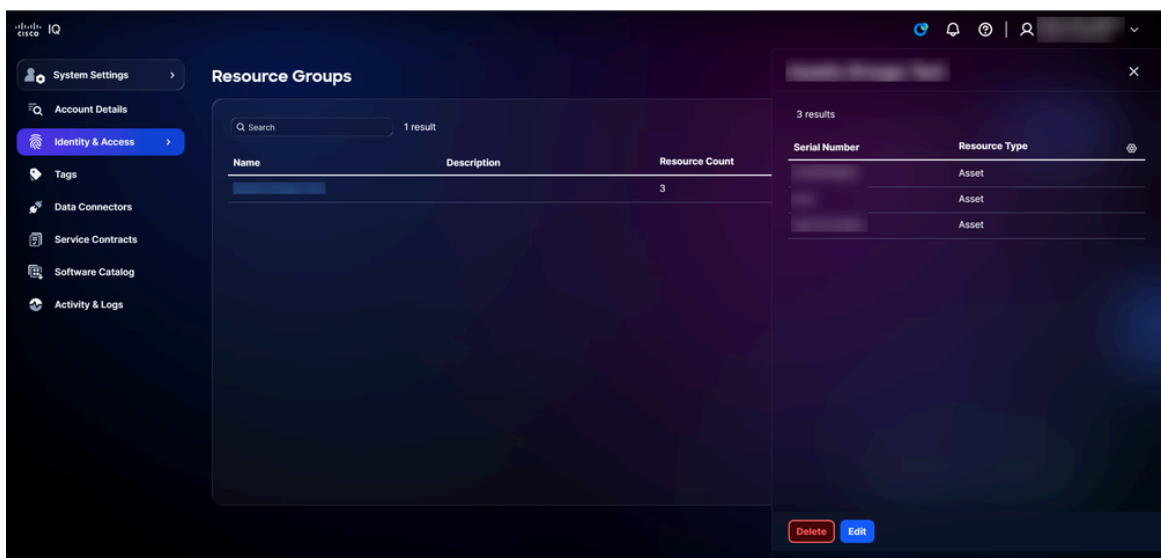 CISCO IQ
System Settings
Account Details
Identity & Access
Tags
Data Connectors
Service Contracts
Software Catalog
Activity & Logs
Resource Groups
Search
1 result
Name Description Resource Count
3
3 results
Serial Number Resource Type
Asset
Asset
Asset
Delete Edit